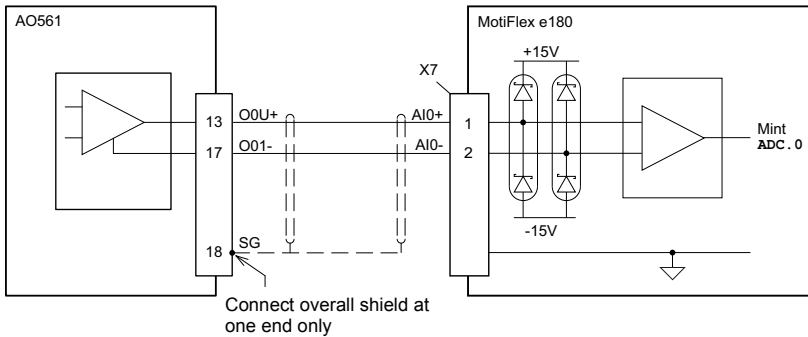 AO561
MotiFlex e180
+15V
X7
13
O0U+
AI0+
1
17
O01-
AI0-
2
Mint
ADC.0
-15V
18
SG
Connect overall shield at
one end only